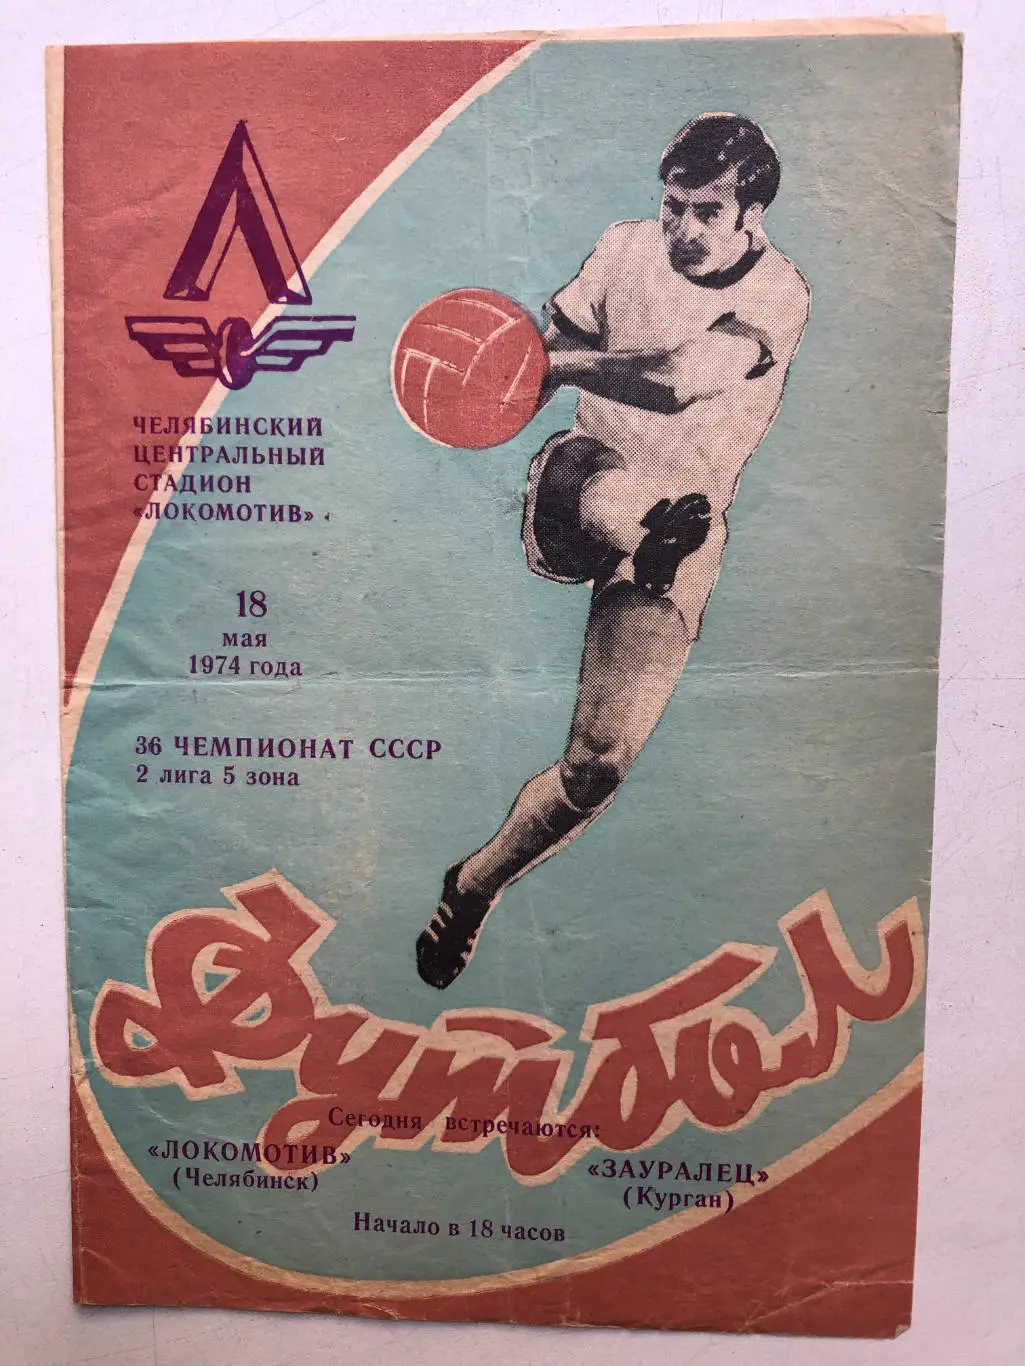 Л
ЧЕЛЯБИНСКИЙ
ЦЕНТРАЛЬНЫЙ
СТАДИОН
«ЛОКОМОТИВ»
18
мая
1974 года
36 ЧЕМПИОНАТ СССР
2 лига 5 зона
Футбол
Сегодня встречаются:
«ЛОКОМОТИВ»
(Челябинск)
«ЗАУРАЛЕЦ»
(Курган)
Начало в 18 часов